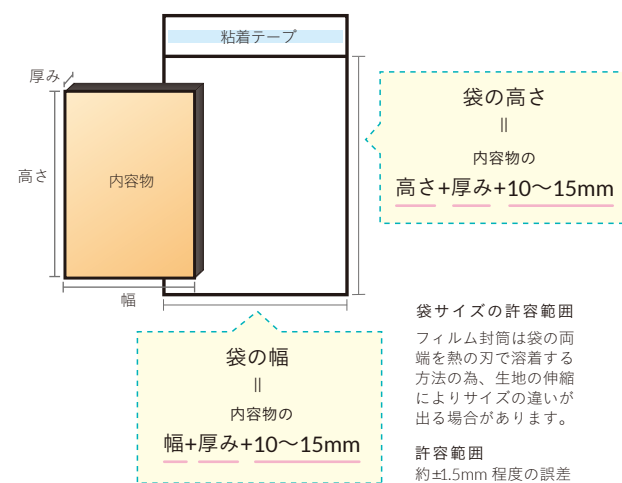 粘着テープ
厚み
高さ
内容物
幅
袋の高さ
=
内容物の
高さ+厚み+10〜15mm
袋の幅
=
内容物の
幅+厚み+10〜15mm
袋サイズの許容範囲
フィルム封筒は袋の両
端を熱の刃で溶着する
方法の為、生地の伸縮
によりサイズの違いが
出る場合があります。
許容範囲
約±1.5mm 程度の誤差